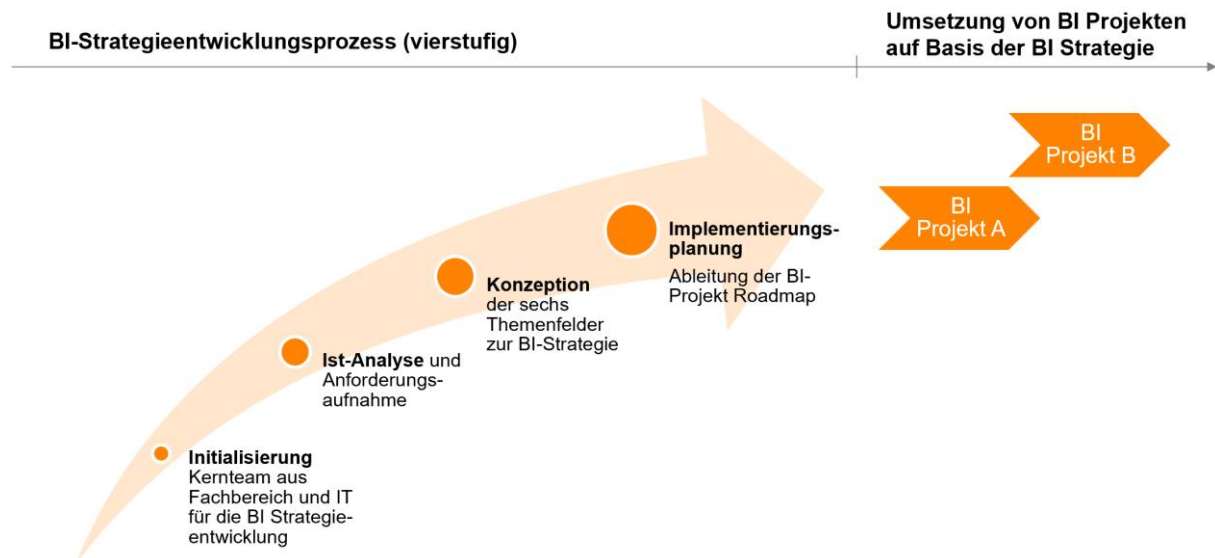 BI-Strategieentwicklungsprozess (vierstufig)
Umsetzung von BI Projekten
auf Basis der BI Strategie
BI
Projekt B
BI
Projekt A
Implementierungs-
planung
Ableitung der BI-
Projekt Roadmap
Konzeption
der sechs
Themenfelder
zur BI-Strategie
Ist-Analyse und
Anforderungs-
aufnahme
Initialisierung
Kernteam aus
Fachbereich und IT
für die BI Strategie-
entwicklung